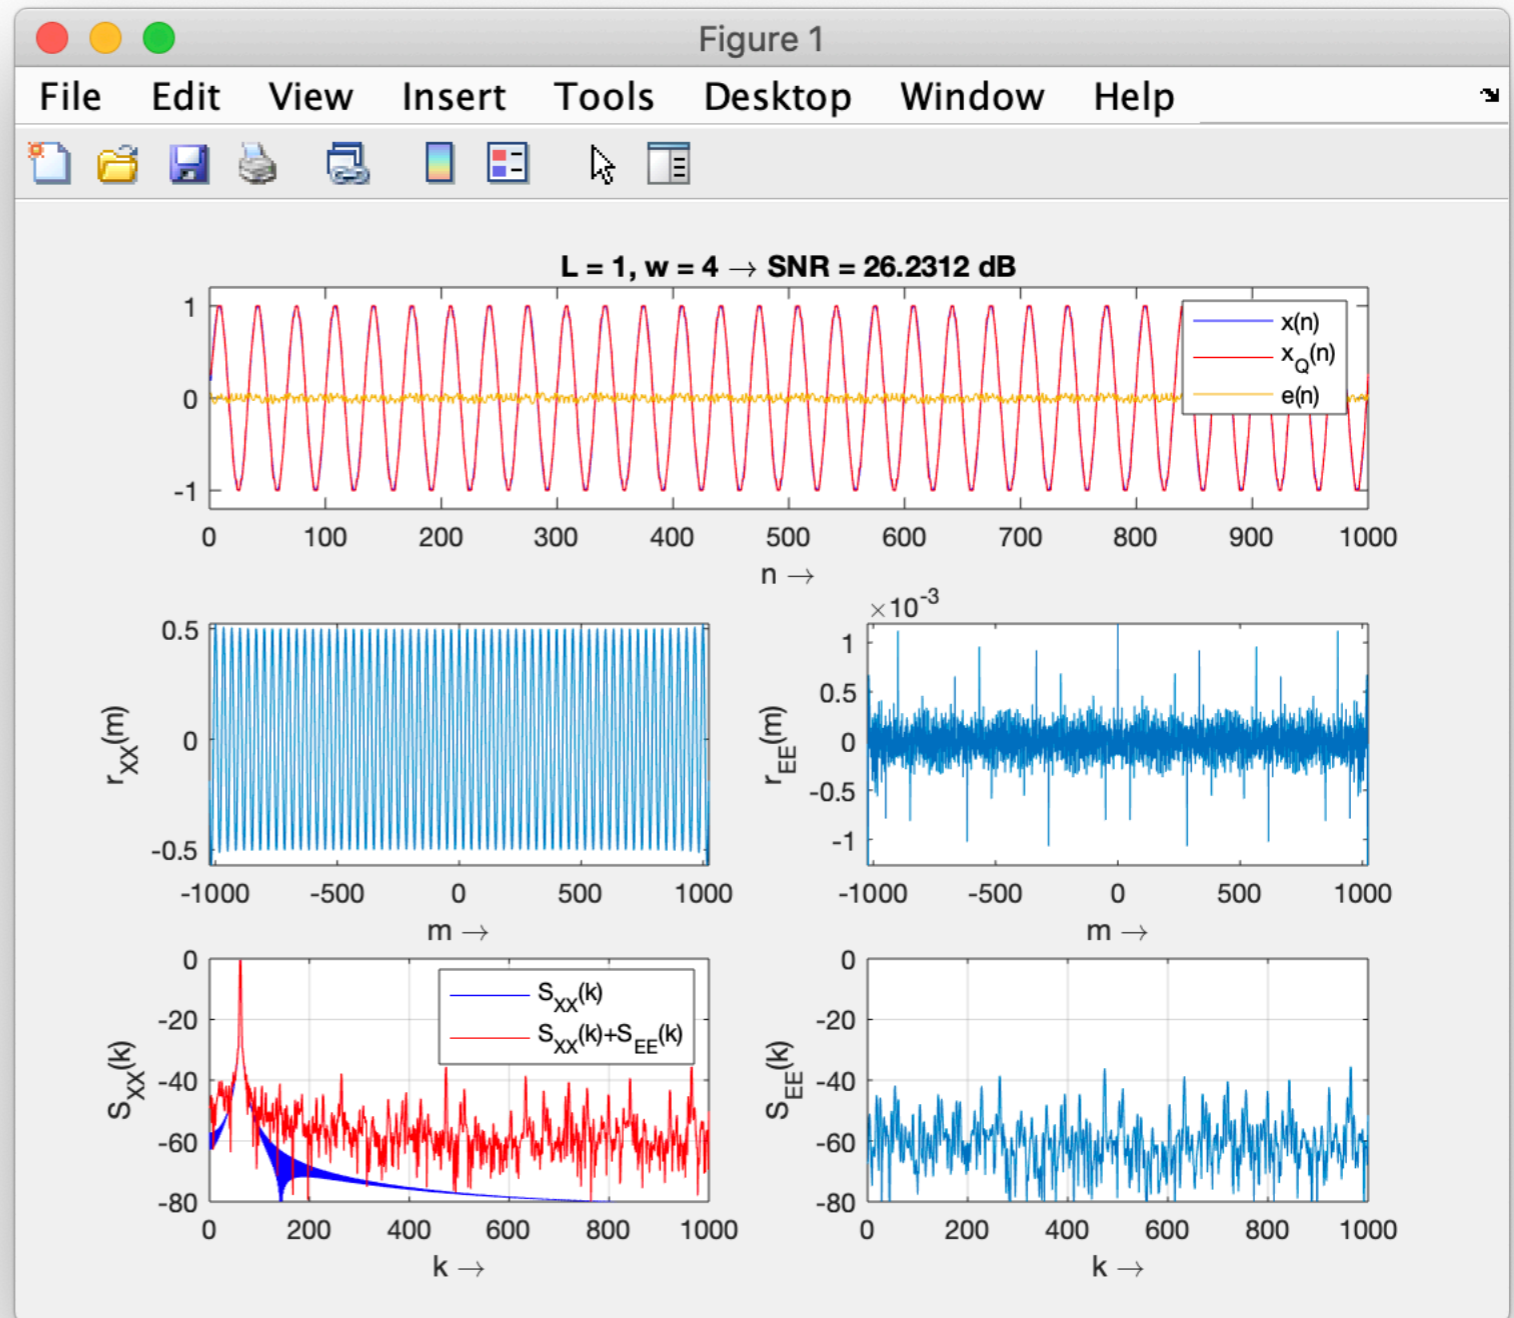 Figure 1
File Edit View Insert Tools Desktop Window Help
L = 1, w = 4 → SNR = 26.2312 dB
1
0
-1
x(n)
x_Q(n)
e(n)
0 100 200 300 400 500 600 700 800 900 1000
n →
r_XX(m)
0.5
0
-0.5
-1000 -500 0 500 1000
m →
×10^-3
r_EE(m)
1
0.5
0
-0.5
-1
-1000 -500 0 500 1000
m →
S_XX(k)
0
-20
-40
-60
-80
S_XX(k)
S_XX(k)+S_EE(k)
0 200 400 600 800 1000
k →
S_EE(k)
0
-20
-40
-60
-80
0 200 400 600 800 1000
k →